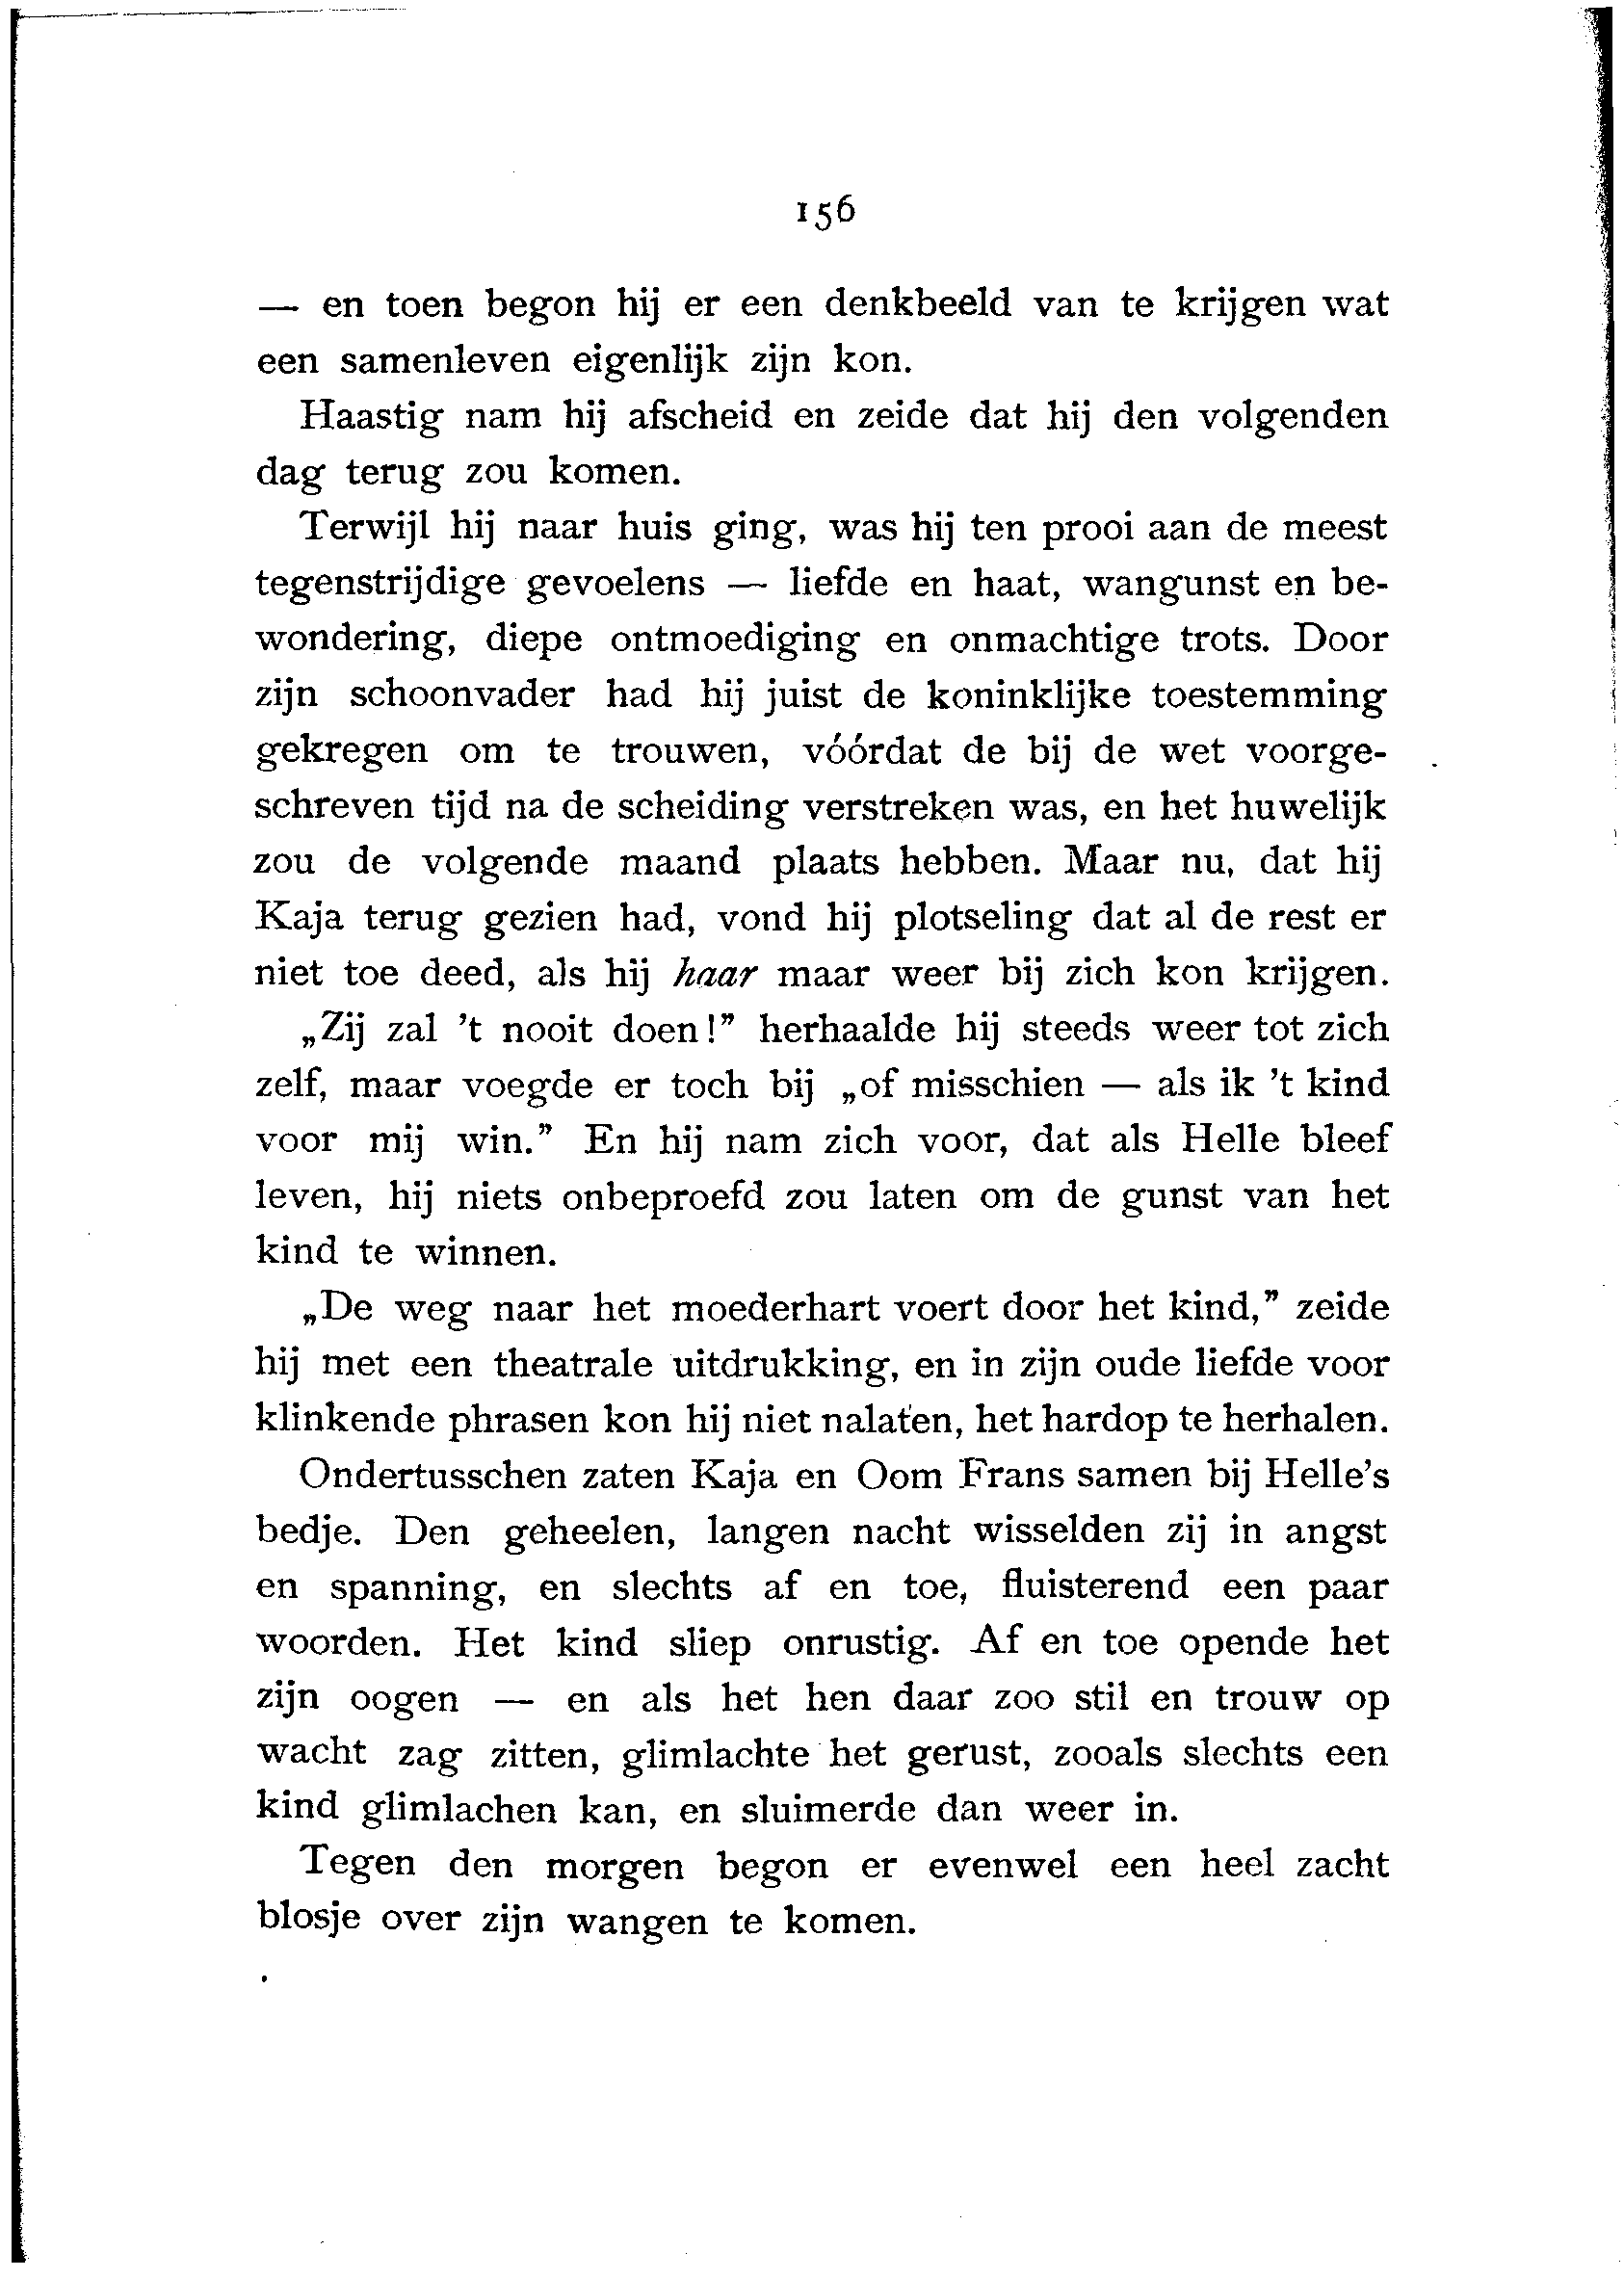 156
— en toen begon hij er een denkbeeld van te krijgen wat
een samenleven eigenlijk zijn kon.
Haastig nam hij afscheid en zeide dat hij den volgenden
dag terug zou komen.
Terwijl hij naar huis ging, was hij ten prooi aan de meest
tegenstrijdige gevoelens — liefde en haat, wangunst en be-
wondering, diepe ontmoediging en onmachtige trots. Door
zijn schoonvader had hij juist de koninklijke toestemming
gekregen om te trouwen, vóórdat de bij de wet voorge-
schreven tijd na de scheiding verstreken was, en het huwelijk
zou de volgende maand plaats hebben. Maar nu, dat hij
Kaja terug gezien had, vond hij plotseling dat al de rest er
niet toe deed, als hij haar maar weer bij zich kon krijgen.
„Zij zal 't nooit doen!” herhaalde hij steeds weer tot zich
zelf, maar voegde er toch bij „of misschien — als ik 't kind
voor mij win.” En hij nam zich voor, dat als Helle bleef
leven, hij niets onbeproefd zou laten om de gunst van het
kind te winnen.
„De weg naar het moederhart voert door het kind,” zeide
hij met een theatrale uitdrukking, en in zijn oude liefde voor
klinkende phrasen kon hij niet nalaten, het hardop te herhalen.
Ondertusschen zaten Kaja en Oom Frans samen bij Helle's
bedje. Den geheelen, langen nacht wisselden zij in angst
en spanning, en slechts af en toe, fluisterend een paar
woorden. Het kind sliep onrustig. Af en toe opende het
zijn oogen — en als het hen daar zoo stil en trouw op
wacht zag zitten, glimlachte het gerust, zooals slechts een
kind glimlachen kan, en sluimerde dan weer in.
Tegen den morgen begon er evenwel een heel zacht
blosje over zijn wangen te komen.